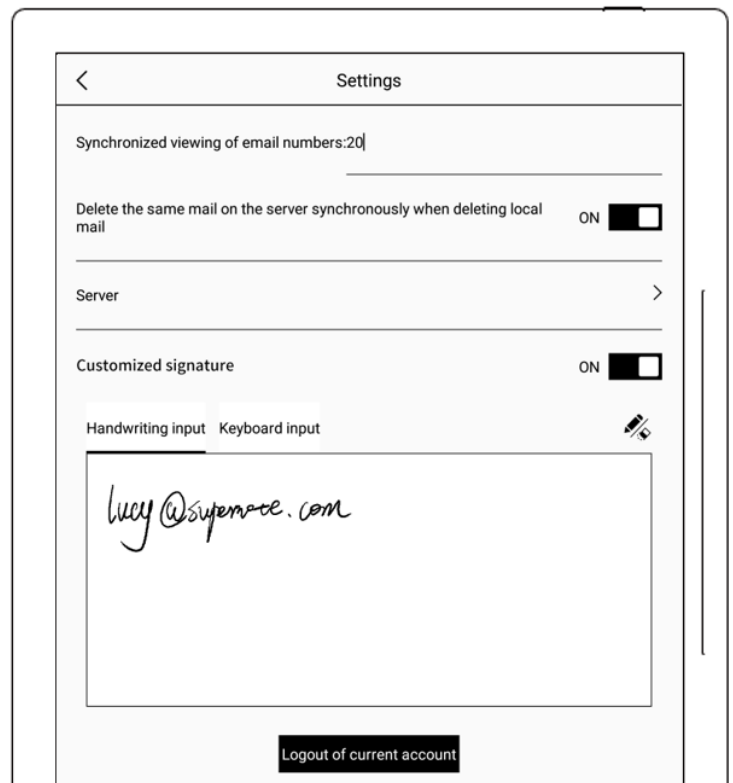 Settings
Synchronized viewing of email numbers:20
Delete the same mail on the server synchronously when deleting local
mail
ON
Server
Customized signature
ON
Handwriting input
Keyboard input
lucy@supernote.com
Logout of current account